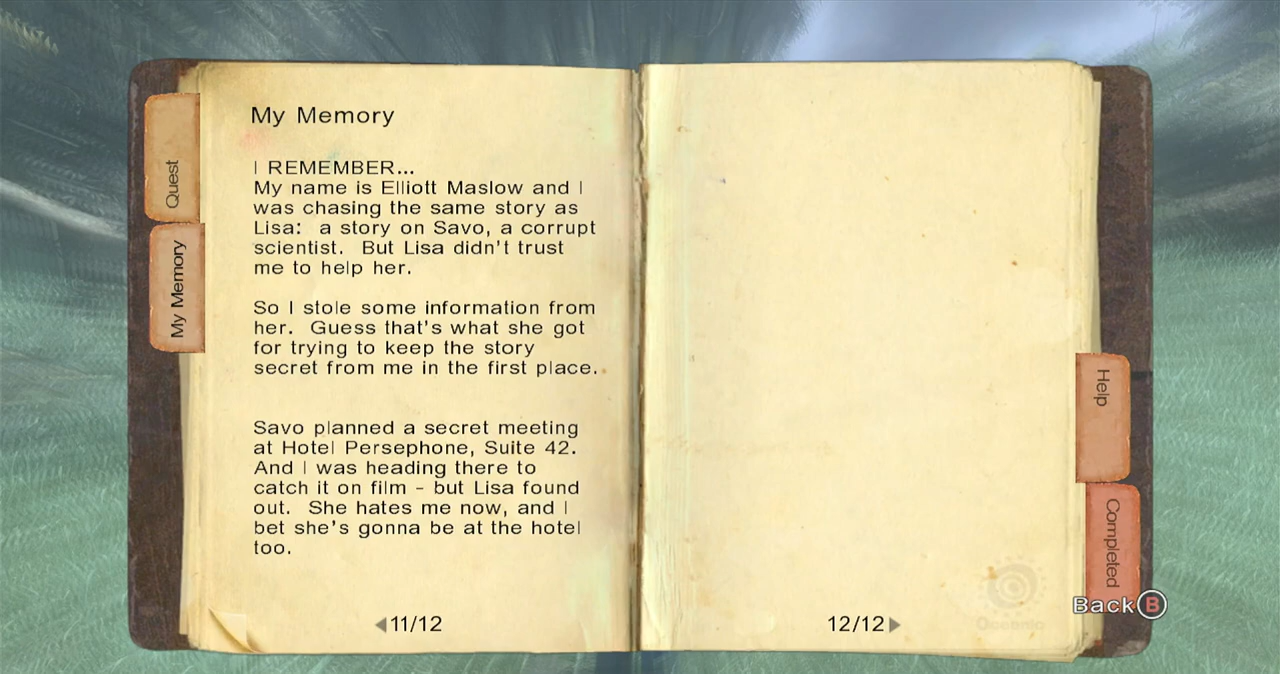 My Memory
I REMEMBER...
My name is Elliott Maslow and I
was chasing the same story as
Lisa:  a story on Savo, a corrupt
scientist.  But Lisa didn't trust
me to help her.
So I stole some information from
her.  Guess that's what she got
for trying to keep the story
secret from me in the first place.
Savo planned a secret meeting
at Hotel Persephone, Suite 42.
And I was heading there to
catch it on film - but Lisa found
out.  She hates me now, and I
bet she's gonna be at the hotel
too.
11/12
12/12
Quest
My Memory
Help
Completed
Back B
Oceanic